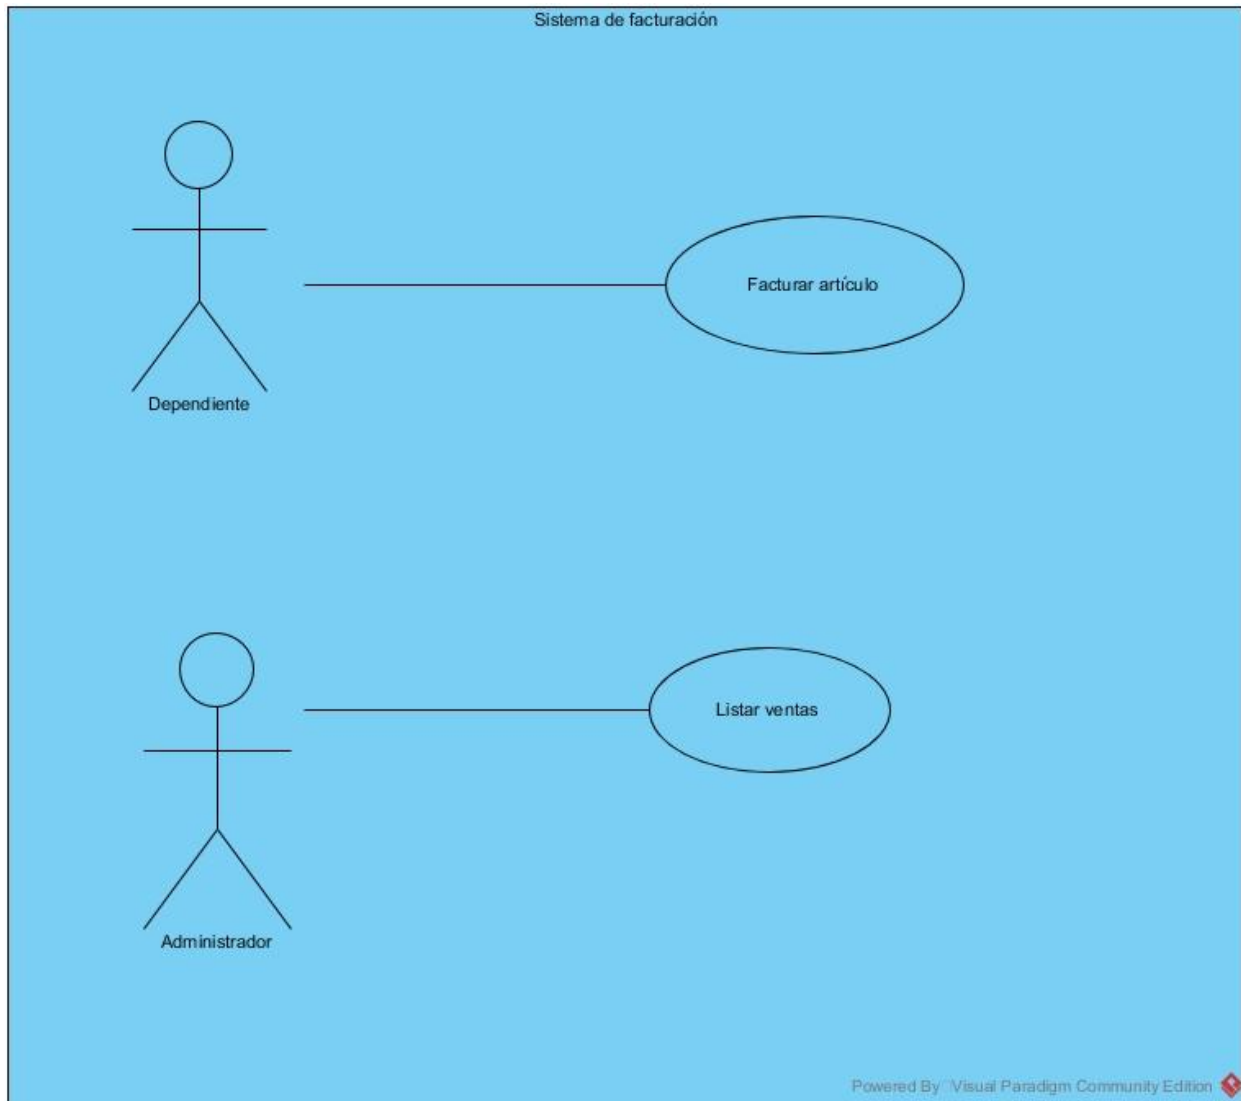 Sistema de facturación
Facturar artículo
Dependiente
Listar ventas
Administrador
Powered By Visual Paradigm Community Edition